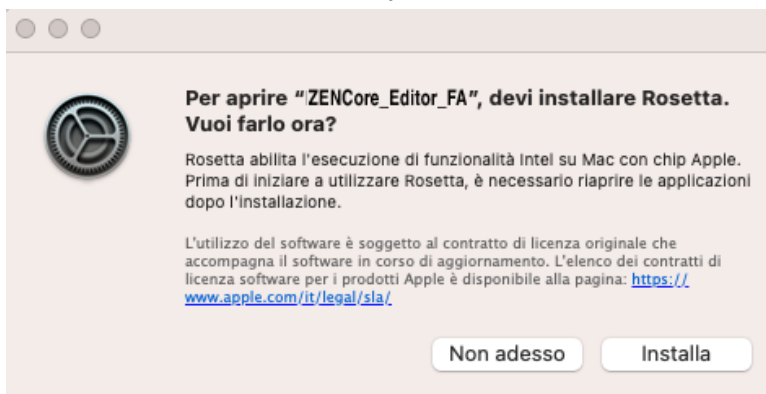 Per aprire “ZENCore_Editor_FA”, devi installare Rosetta.
Vuoi farlo ora?
Rosetta abilita l'esecuzione di funzionalità Intel su Mac con chip Apple.
Prima di iniziare a utilizzare Rosetta, è necessario riaprire le applicazioni
dopo l'installazione.
L'utilizzo del software è soggetto al contratto di licenza originale che
accompagna il software in corso di aggiornamento. L'elenco dei contratti di
licenza software per i prodotti Apple è disponibile alla pagina: https://
www.apple.com/it/legal/sla/
Non adesso Installa